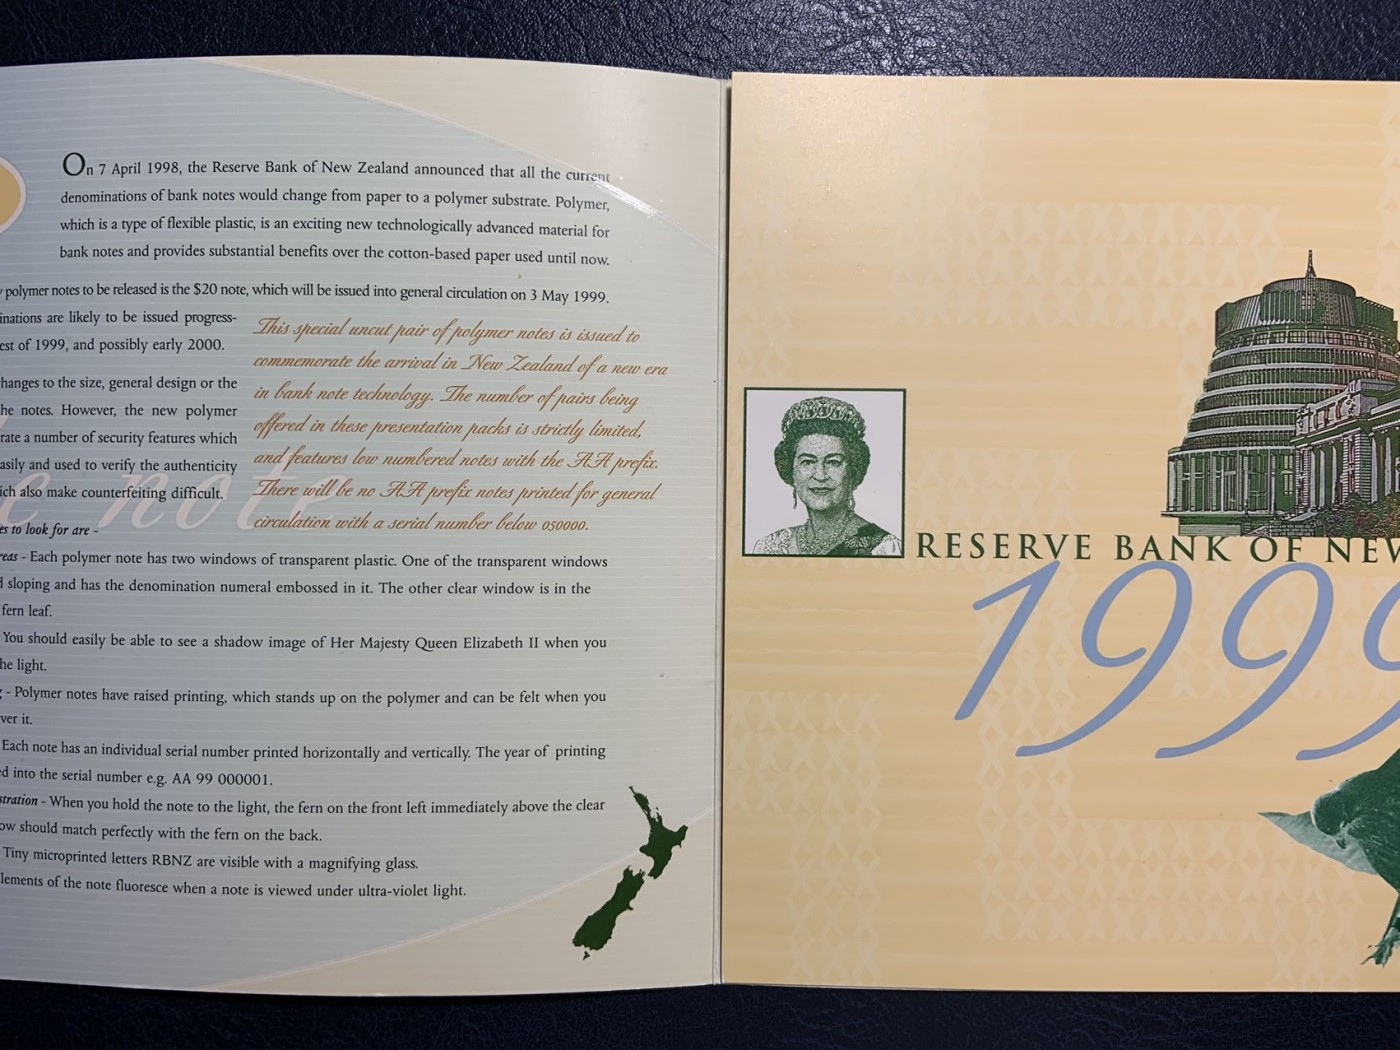 On 7 April 1998, the Reserve Bank of New Zealand announced that all the current
denominations of bank notes would change from paper to a polymer substrate. Polymer,
which is a type of flexible plastic, is an exciting new technologically advanced material for
bank notes and provides substantial benefits over the cotton-based paper used until now.
polymer notes to be released is the $20 note, which will be issued into general circulation on 3 May 1999.
inations are likely to be issued progress-
est of 1999, and possibly early 2000.
hanges to the size, general design or the
he notes. However, the new polymer
rate a number of security features which
asily and used to verify the authenticity
ich also make counterfeiting difficult.
This special uncut pair of polymer notes is issued to
commemorate the arrival in New Zealand of a new era
in bank note technology. The number of pairs being
offered in these presentation packs is strictly limited,
and features low numbered notes with the AA prefix.
There will be no AA prefix notes printed for general
circulation with a serial number below 050000.
e note
es to look for are -
reas - Each polymer note has two windows of transparent plastic. One of the transparent windows
d sloping and has the denomination numeral embossed in it. The other clear window is in the
fern leaf.
You should easily be able to see a shadow image of Her Majesty Queen Elizabeth II when you
he light.
g - Polymer notes have raised printing, which stands up on the polymer and can be felt when you
ver it.
Each note has an individual serial number printed horizontally and vertically. The year of printing
ed into the serial number e.g. AA 99 000001.
stration - When you hold the note to the light, the fern on the front left immediately above the clear
ow should match perfectly with the fern on the back.
Tiny microprinted letters RBNZ are visible with a magnifying glass.
lements of the note fluoresce when a note is viewed under ultra-violet light.
RESERVE BANK OF NEW
1999